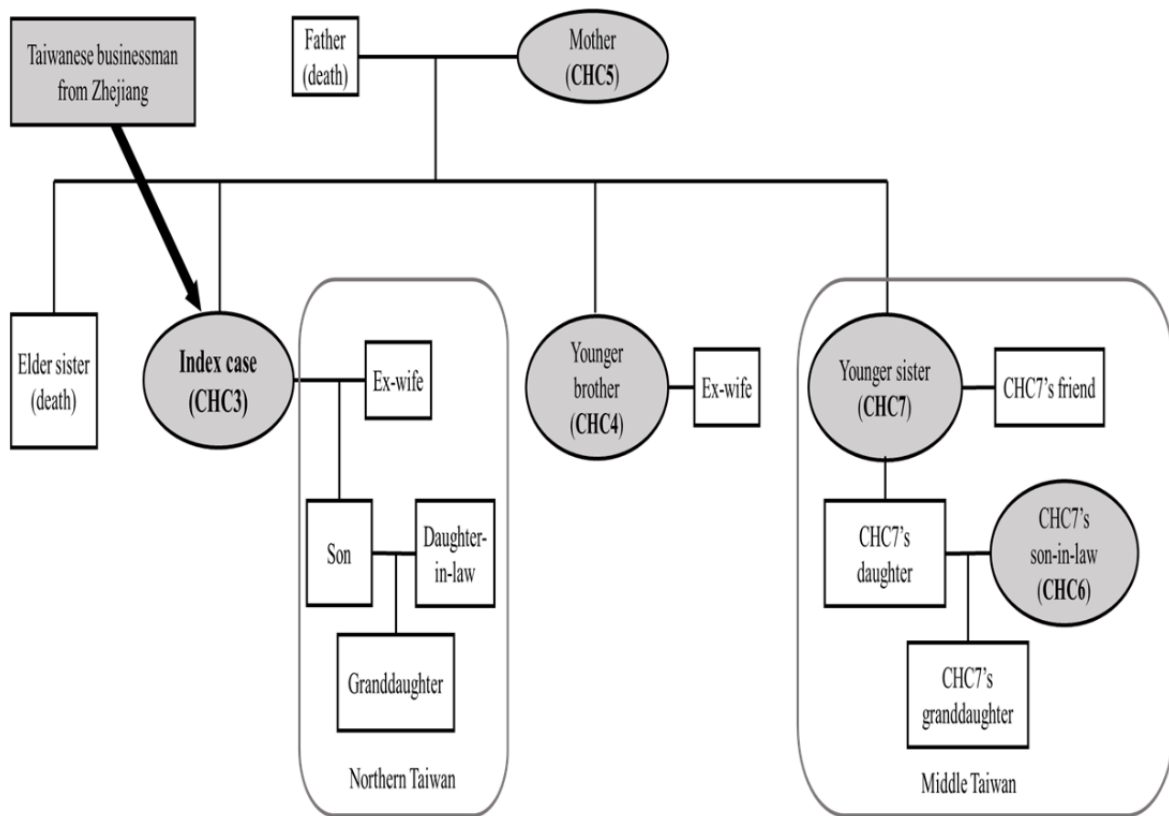 Taiwanese businessman
from Zhejiang
Father
(death)
Mother
(CHC5)
Elder sister
(death)
Index case
(CHC3)
Ex-wife
Younger
brother
(CHC4)
Ex-wife
Younger sister
(CHC7)
CHC7's friend
Son
Daughter-
in-law
CHC7's
daughter
CHC7's
son-in-law
(CHC6)
Granddaughter
CHC7's
granddaughter
Northern Taiwan
Middle Taiwan